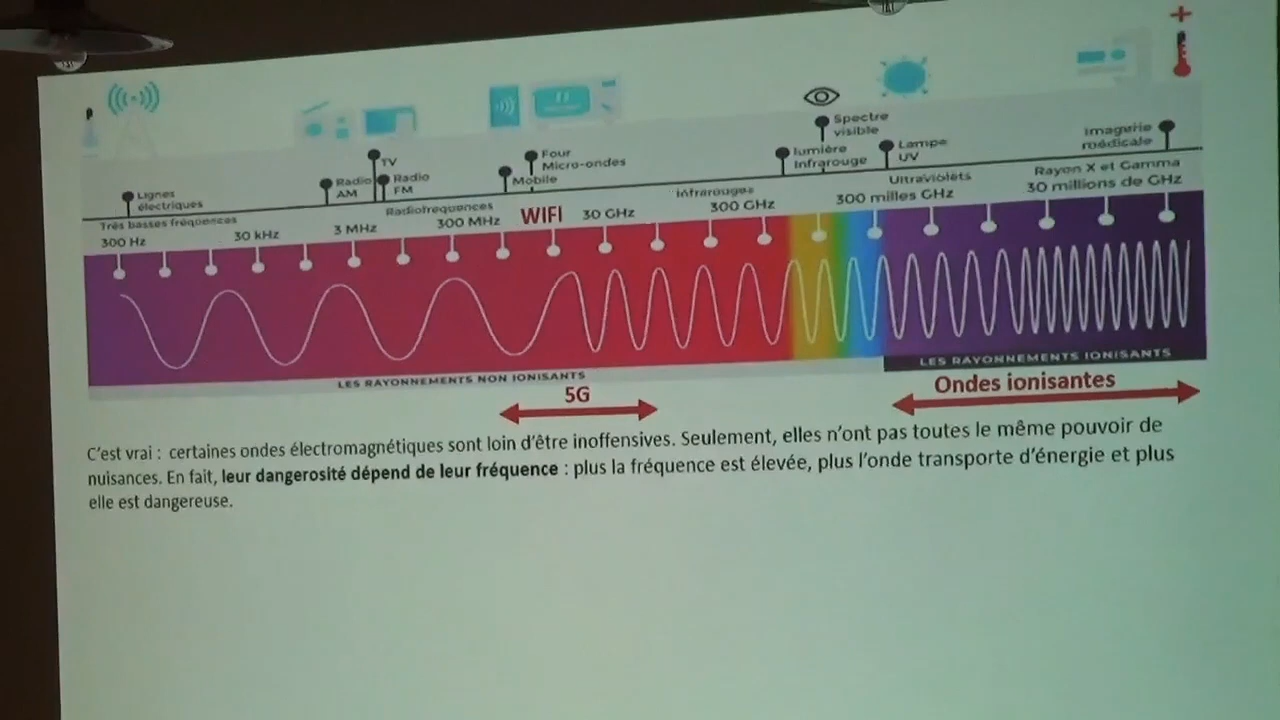 +
Spectre
visible
Four
Micro-ondes
lumière
Infrarouge
Lampe
UV
imagerie
médicale
TV
Radio
AM
Radio
FM
Mobile
Lignes
électriques
Très basses fréquences
Radiofrequences
infrarouges
Ultraviolets
Rayon X et Gamma
300 Hz
30 kHz
3 MHz
300 MHz
WIFI
30 GHz
300 GHz
300 milles GHz
30 millions de GHz
LES RAYONNEMENTS NON IONISANTS
LES RAYONNEMENTS IONISANTS
5G
Ondes ionisantes
C'est vrai : certaines ondes électromagnétiques sont loin d'être inoffensives. Seulement, elles n'ont pas toutes le même pouvoir de
nuisances. En fait, leur dangerosité dépend de leur fréquence : plus la fréquence est élevée, plus l'onde transporte d'énergie et plus
elle est dangereuse.